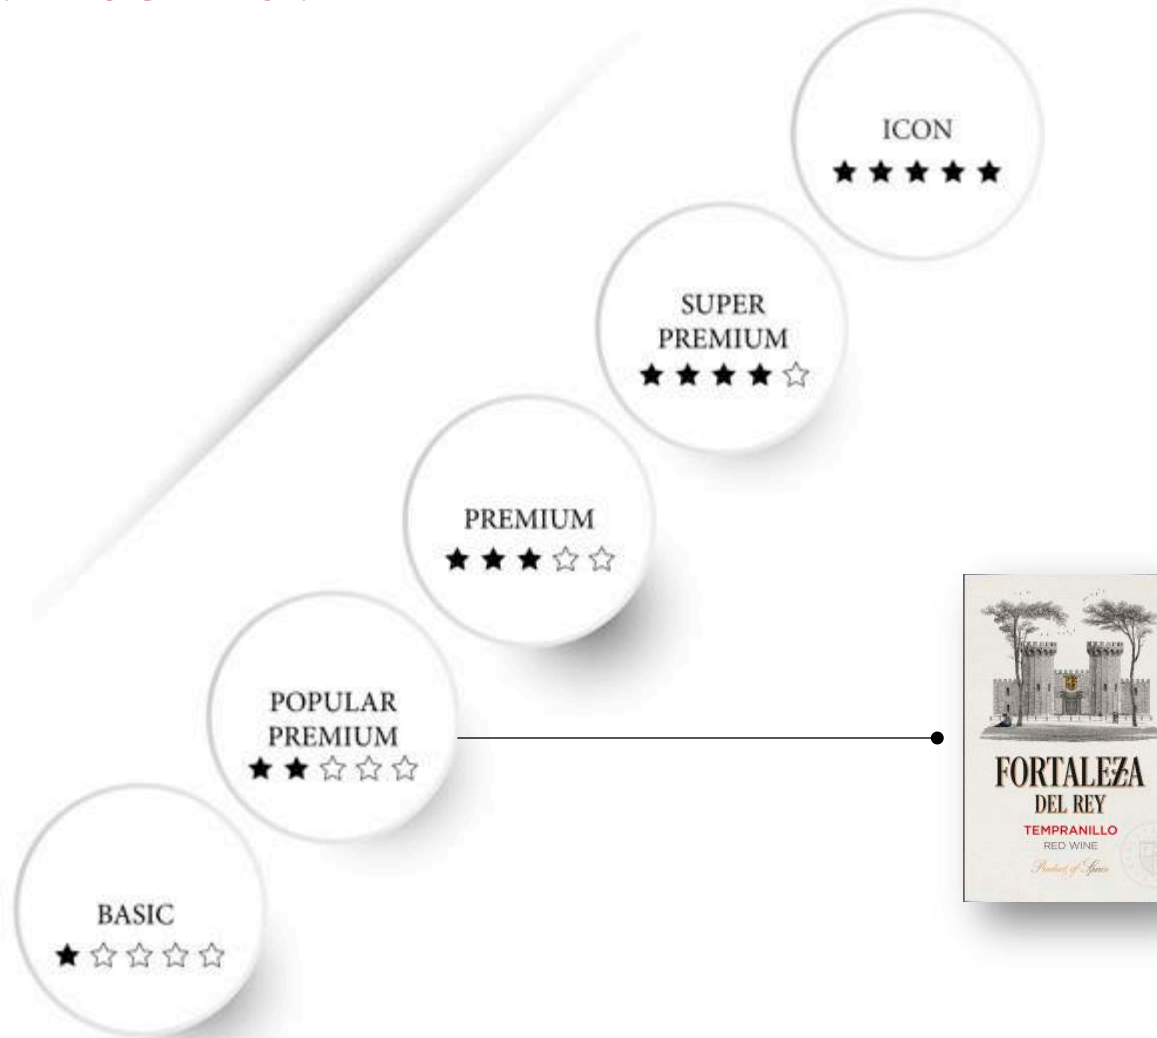 ICON
★★★★★
SUPER
PREMIUM
★★★★☆
PREMIUM
★★★☆☆
POPULAR
PREMIUM
★★☆☆☆
BASIC
★☆☆☆☆
FORTALEZA
DEL REY
TEMPRANILLO
RED WINE
Product of Spain